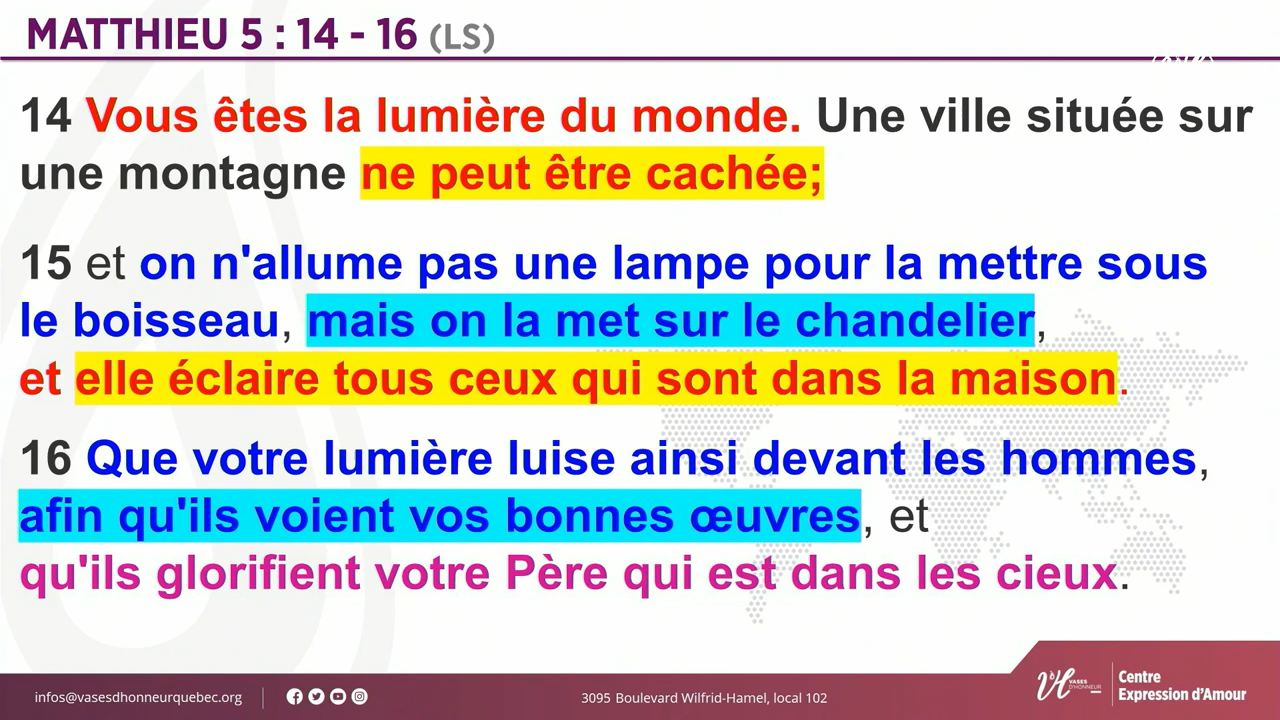 MATTHIEU 5 : 14 - 16 (LS)
14 Vous êtes la lumière du monde. Une ville située sur
une montagne ne peut être cachée;
15 et on n'allume pas une lampe pour la mettre sous
le boisseau, mais on la met sur le chandelier,
et elle éclaire tous ceux qui sont dans la maison.
16 Que votre lumière luise ainsi devant les hommes,
afin qu'ils voient vos bonnes œuvres, et
qu'ils glorifient votre Père qui est dans les cieux.
infos@vasesdhonneurquebec.org
3095 Boulevard Wilfrid-Hamel, local 102
VASES
D'HONNEUR
Centre
Expression d'Amour